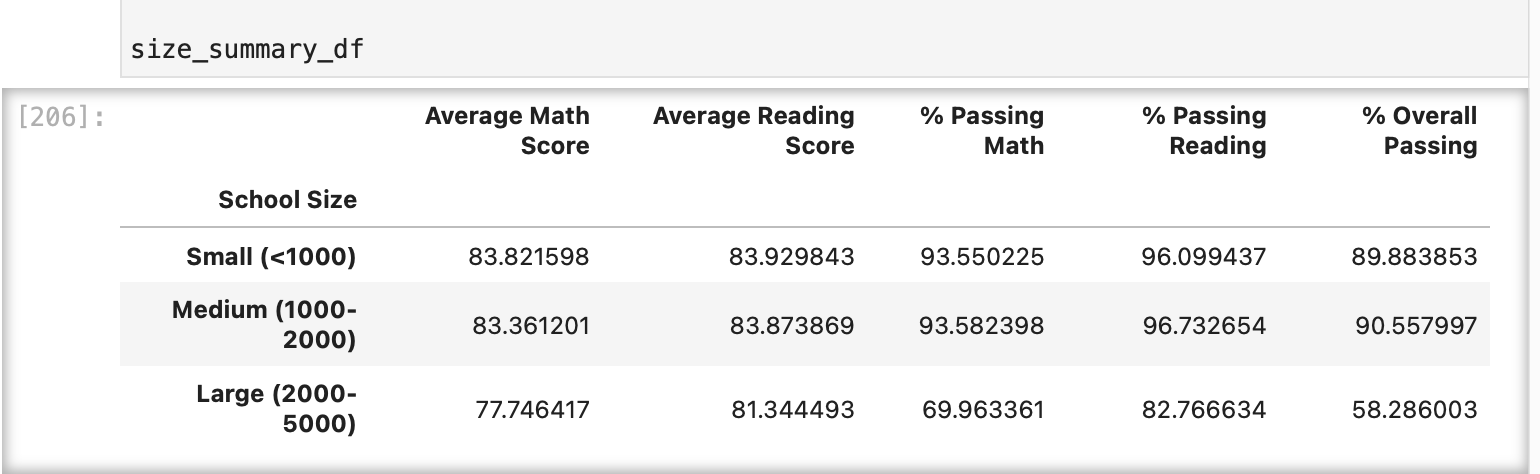 size_summary_df
[206]:
Average Math Score Average Reading Score % Passing Math % Passing Reading % Overall Passing
School Size
Small (<1000) 83.821598 83.929843 93.550225 96.099437 89.883853
Medium (1000-2000) 83.361201 83.873869 93.582398 96.732654 90.557997
Large (2000-5000) 77.746417 81.344493 69.963361 82.766634 58.286003